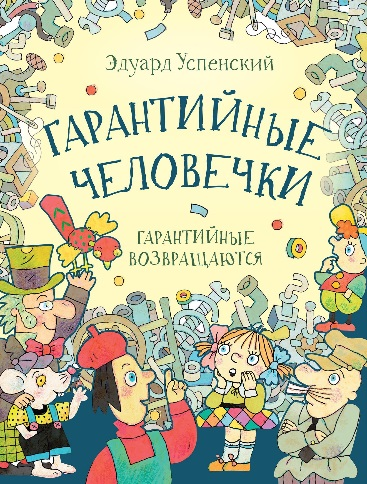 Эдуард Успенский
ГАРАНТИЙНЫЕ
ЧЕЛОВЕЧКИ
ГАРАНТИЙНЫЕ
ВОЗВРАЩАЮТСЯ